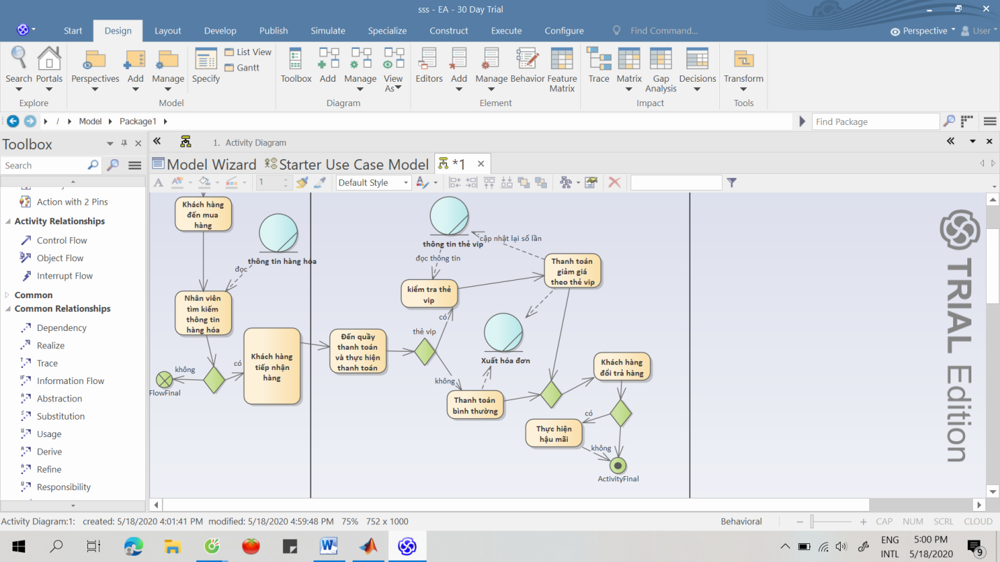 sss - EA - 30 Day Trial
Start Design Layout Develop Publish Simulate Specialize Construct Execute Configure Find Command... Perspective User
Search Portals Perspectives Add Manage Specify List View Gantt Toolbox Add Manage View As Editors Add Manage Behavior Feature Matrix Trace Matrix Gap Analysis Decisions Transform
Explore Model Diagram Element Impact Tools
/ Model Package1 Find Package
Toolbox
1. Activity Diagram
Search
Model Wizard Starter Use Case Model *1
1 Default Style
Action with 2 Pins
Activity Relationships
Control Flow
Object Flow
Interrupt Flow
Common
Common Relationships
Dependency
Realize
Trace
Information Flow
Abstraction
Substitution
Usage
Derive
Refine
Responsibility
Khách hàng
đến mua
hàng
thông tin hàng hóa
đọc
Nhân viên
tìm kiếm
thông tin
hàng hóa
không
có
FlowFinal
Khách hàng
tiếp nhận
hàng
Đến quầy
thanh toán
và thực hiện
thanh toán
thẻ vip
có
không
kiểm tra thẻ
vip
đọc thông tin
thông tin thẻ vip
cập nhật lại số lần
Thanh toán
giảm giá
theo thẻ vip
Xuất hóa đơn
Thanh toán
bình thường
Khách hàng
đổi trả hàng
có
Thực hiện
hậu mãi
không
ActivityFinal
TRIAL Edition
Activity Diagram:1: created: 5/18/2020 4:01:41 PM modified: 5/18/2020 4:59:48 PM 75% 752 x 1000
Behavioral CAP NUM SCRL CLOUD
ENG
INTL
5:00 PM
5/18/2020
9